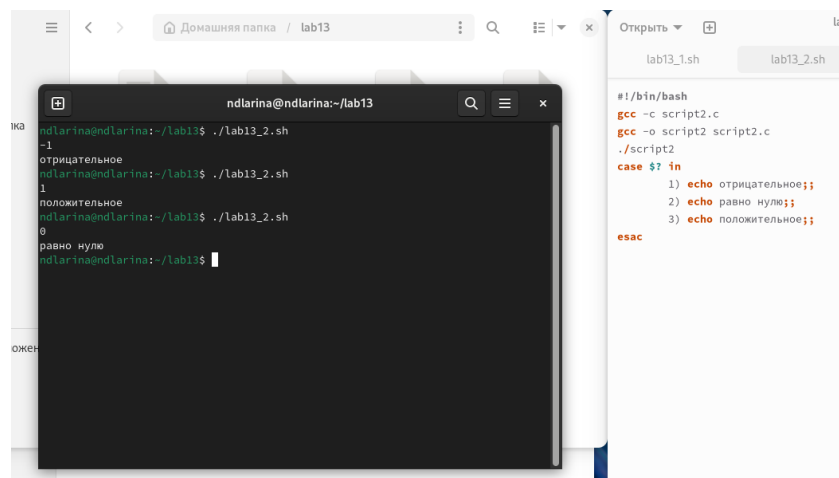 Домашняя папка / lab13
Открыть
lab13_1.sh
lab13_2.sh
ndlarina@ndlarina:~/lab13
ndlarina@ndlarina:~/lab13$ ./lab13_2.sh
-1
отрицательное
ndlarina@ndlarina:~/lab13$ ./lab13_2.sh
1
положительное
ndlarina@ndlarina:~/lab13$ ./lab13_2.sh
0
равно нулю
ndlarina@ndlarina:~/lab13$
#!/bin/bash
gcc -c script2.c
gcc -o script2 script2.c
./script2
case $? in
1) echo отрицательное;;
2) echo равно нулю;;
3) echo положительное;;
esac